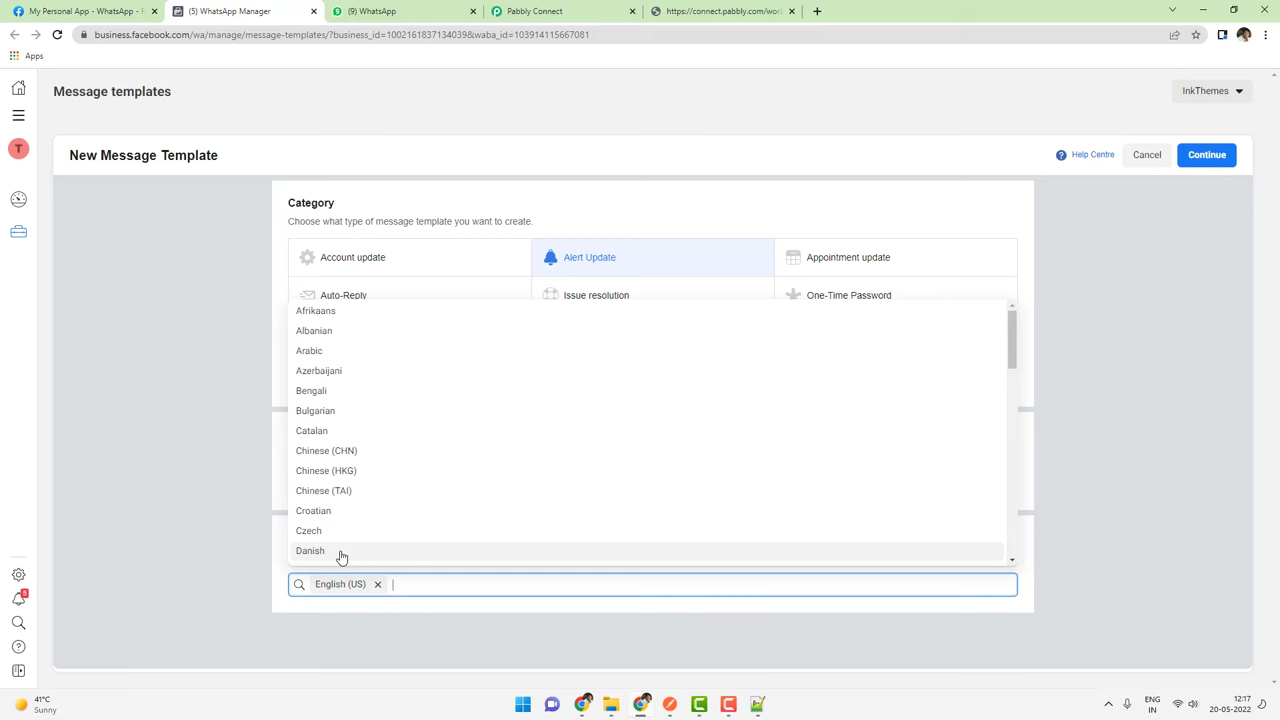 My Personal App - WhatsApp - F
(5) WhatsApp Manager
(9) WhatsApp
Pabbly Connect
https://connect.pabbly.com/work
business.facebook.com/wa/manage/message-templates/?business_id=1002161837134039&waba_id=103914115667081
Apps
Message templates
InkThemes
T
New Message Template
Help Centre
Cancel
Continue
Category
Choose what type of message template you want to create.
Account update
Alert Update
Appointment update
Auto-Reply
Issue resolution
One-Time Password
Afrikaans
Albanian
Arabic
Azerbaijani
Bengali
Bulgarian
Catalan
Chinese (CHN)
Chinese (HKG)
Chinese (TAI)
Croatian
Czech
Danish
English (US)
5
41°C
Sunny
ENG
IN
12:17
20-05-2022